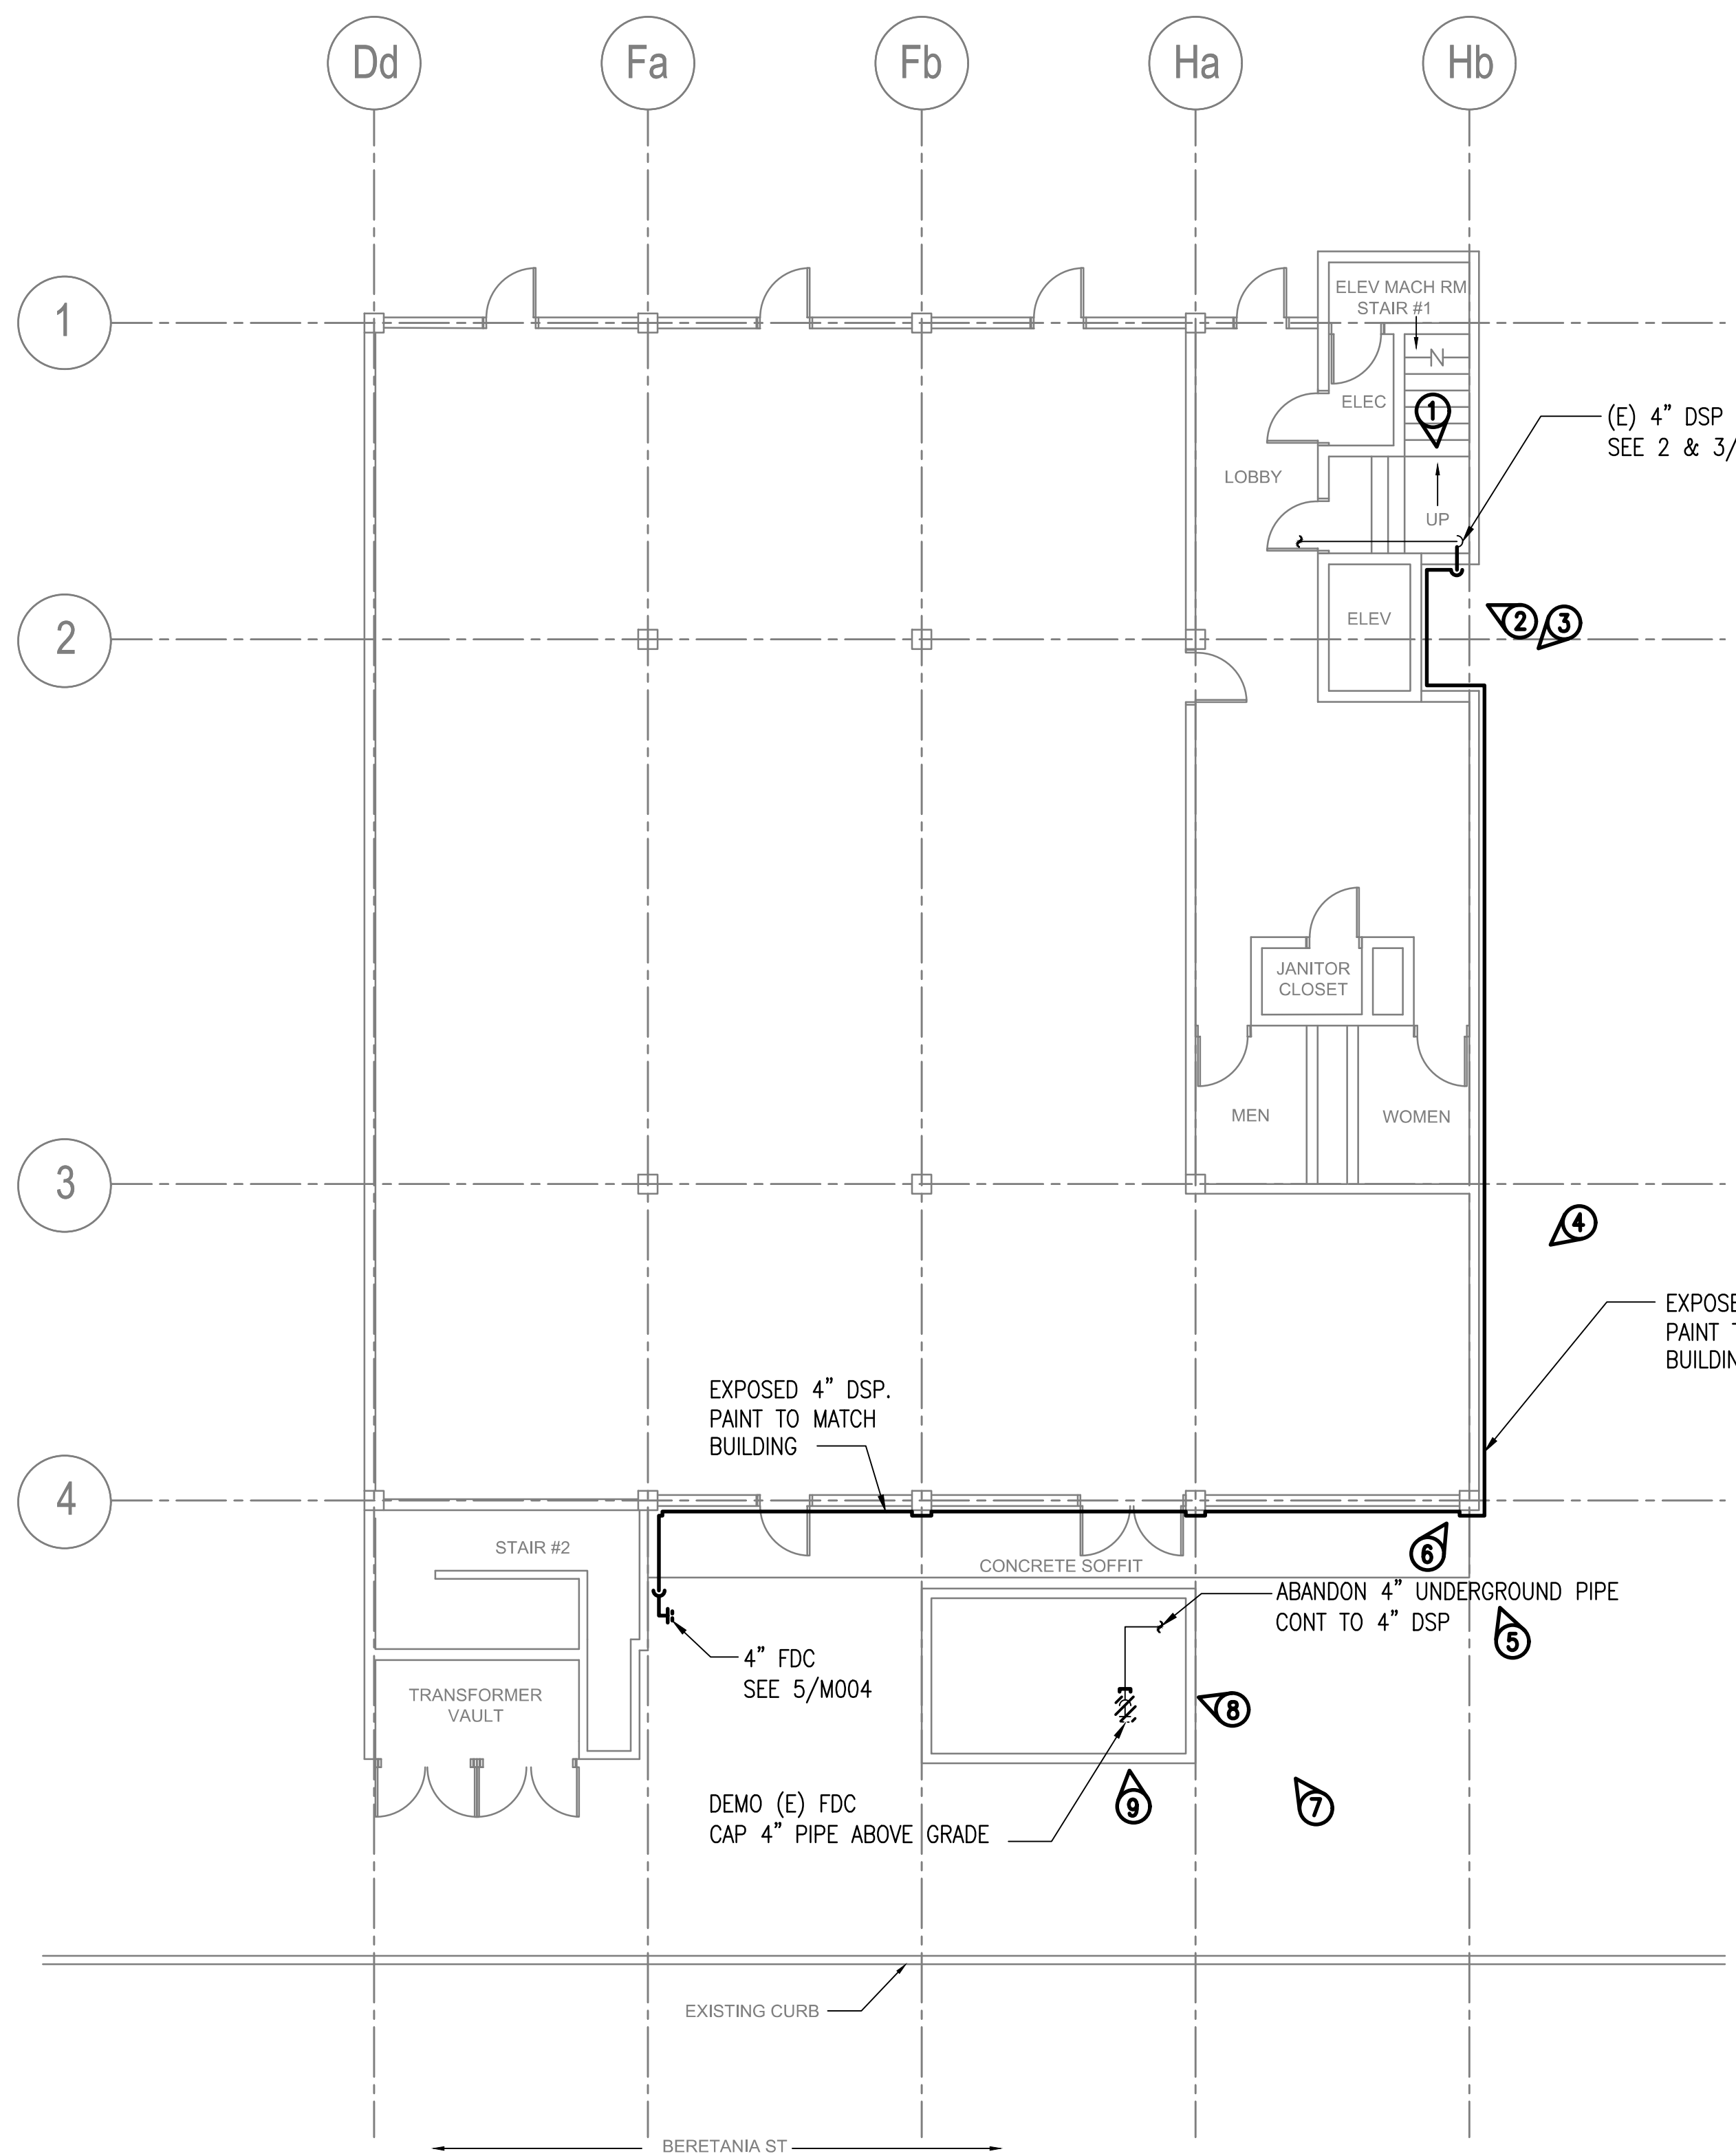 Dd
Fa
Fb
Ha
Hb
1
ELEV MACH RM
STAIR #1
N
ELEC
1
(E) 4" DSP
SEE 2 & 3/
LOBBY
UP
2
ELEV
2
3
JANITOR
CLOSET
MEN
WOMEN
3
4
PAINT
EXPOSED 4" DSP.
PAINT TO MATCH
BUILDING
4
STAIR #2
CONCRETE SOFFIT
6
ABANDON 4" UNDERGROUND PIPE
CONT TO 4" DSP
5
4" FDC
SEE 5/M004
TRANSFORMER
VAULT
8
DEMO (E) FDC
CAP 4" PIPE ABOVE GRADE
9
7
EXISTING CURB
BERETANIA ST